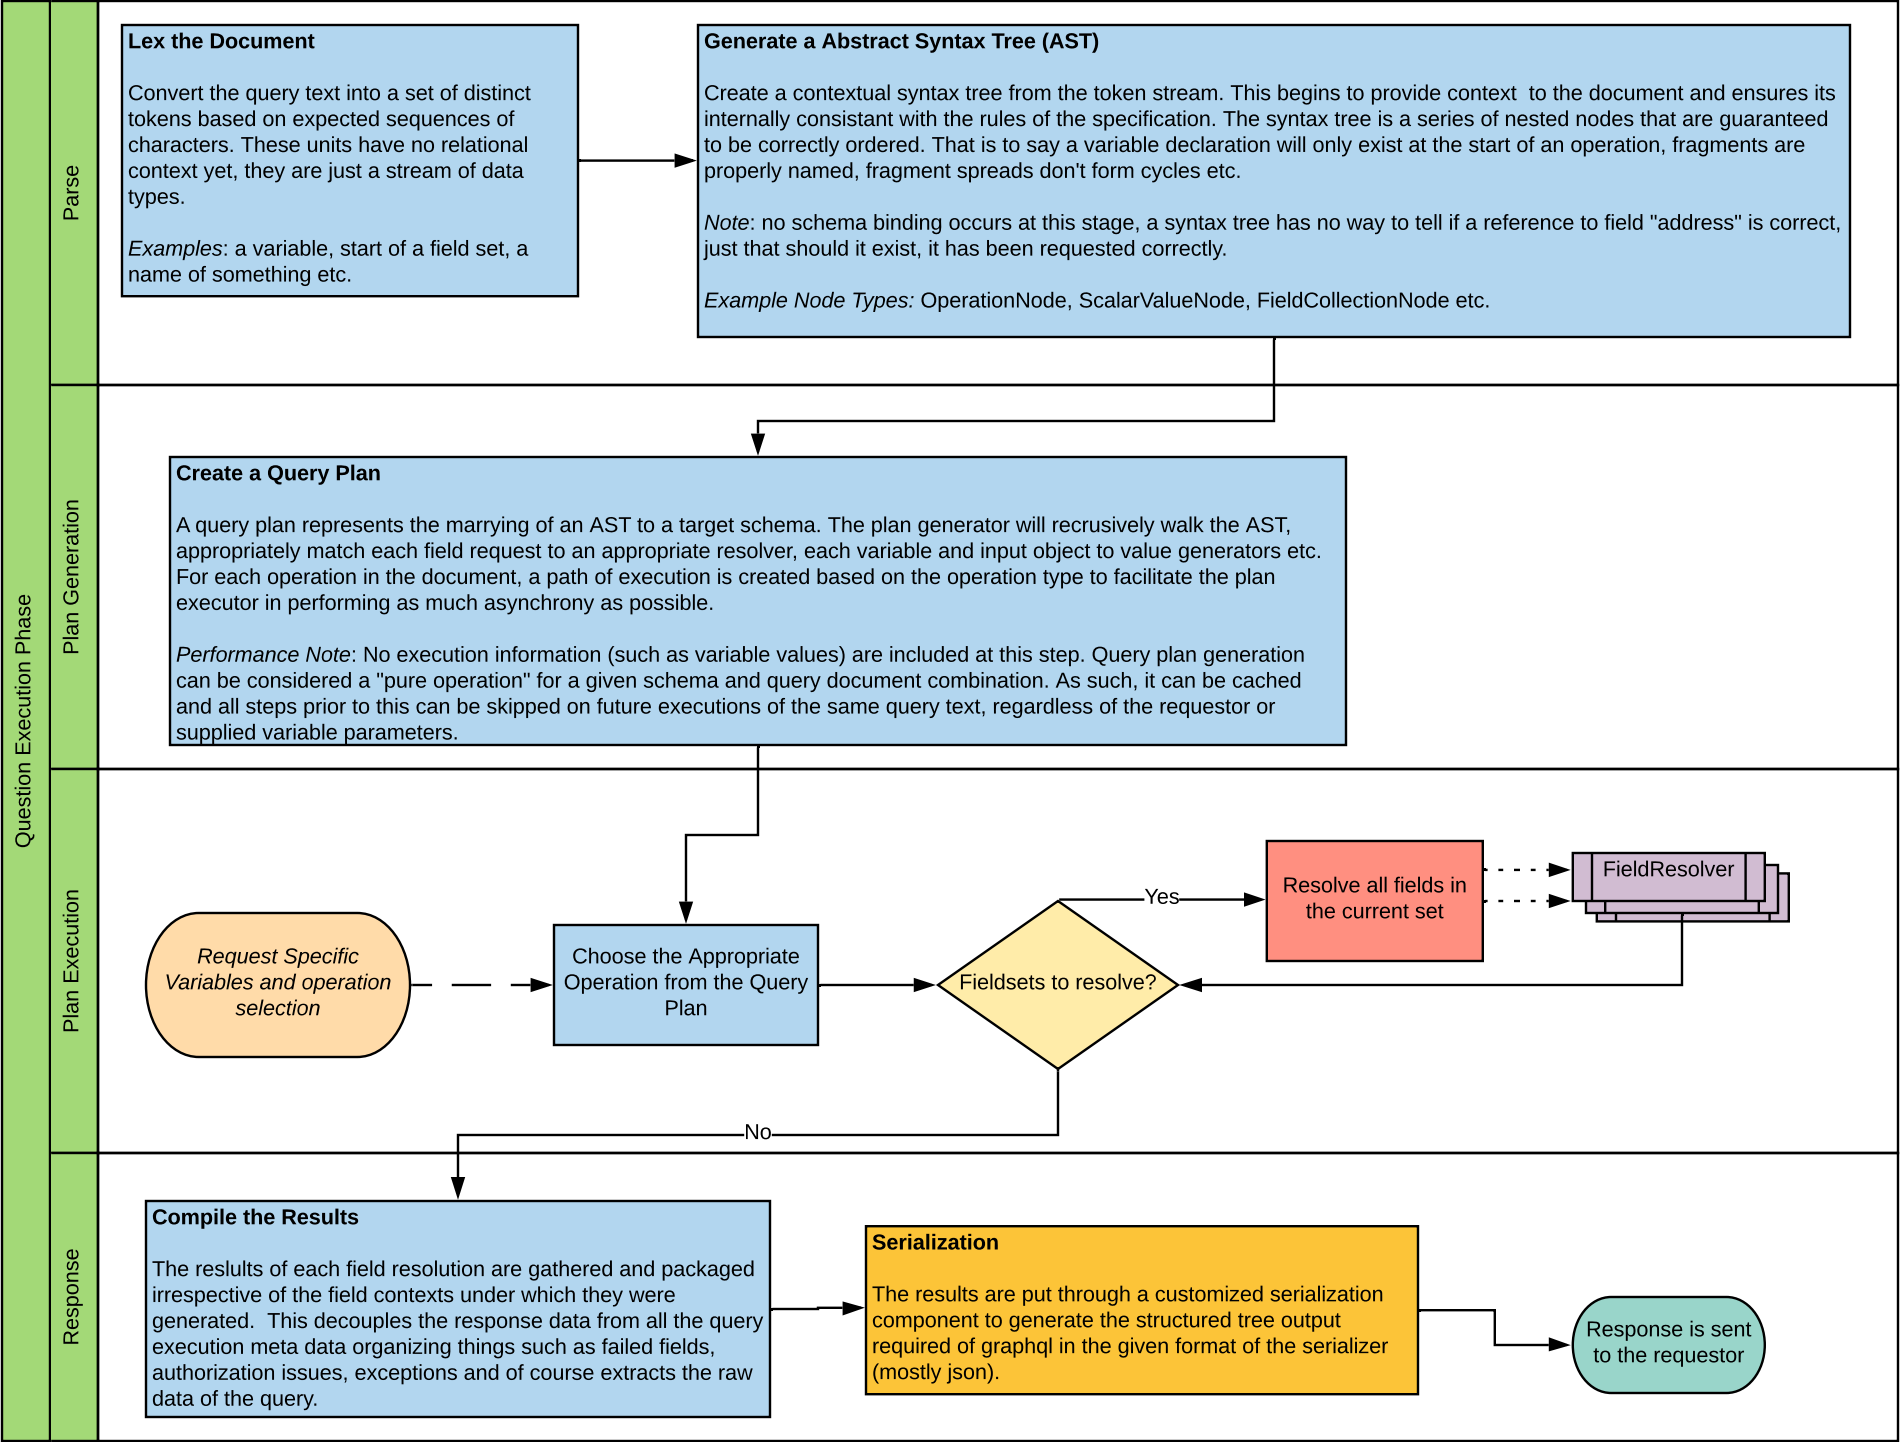 Question Execution Phase
Parse
Lex the Document
Convert the query text into a set of distinct
tokens based on expected sequences of
characters. These units have no relational
context yet, they are just a stream of data
types.
Examples: a variable, start of a field set, a
name of something etc.
Generate a Abstract Syntax Tree (AST)
Create a contextual syntax tree from the token stream. This begins to provide context  to the document and ensures its
internally consistant with the rules of the specification. The syntax tree is a series of nested nodes that are guaranteed
to be correctly ordered. That is to say a variable declaration will only exist at the start of an operation, fragments are
properly named, fragment spreads don't form cycles etc.
Note: no schema binding occurs at this stage, a syntax tree has no way to tell if a reference to field "address" is correct,
just that should it exist, it has been requested correctly.
Example Node Types: OperationNode, ScalarValueNode, FieldCollectionNode etc.
Plan Generation
Create a Query Plan
A query plan represents the marrying of an AST to a target schema. The plan generator will recrusively walk the AST,
appropriately match each field request to an appropriate resolver, each variable and input object to value generators etc.
For each operation in the document, a path of execution is created based on the operation type to facilitate the plan
executor in performing as much asynchrony as possible.
Performance Note: No execution information (such as variable values) are included at this step. Query plan generation
can be considered a "pure operation" for a given schema and query document combination. As such, it can be cached
and all steps prior to this can be skipped on future executions of the same query text, regardless of the requestor or
supplied variable parameters.
Plan Execution
Request Specific
Variables and operation
selection
Choose the Appropriate
Operation from the Query
Plan
Fieldsets to resolve?
Yes
Resolve all fields in
the current set
FieldResolver
No
Response
Compile the Results
The reslults of each field resolution are gathered and packaged
irrespective of the field contexts under which they were
generated.  This decouples the response data from all the query
execution meta data organizing things such as failed fields,
authorization issues, exceptions and of course extracts the raw
data of the query.
Serialization
The results are put through a customized serialization
component to generate the structured tree output
required of graphql in the given format of the serializer
(mostly json).
Response is sent
to the requestor